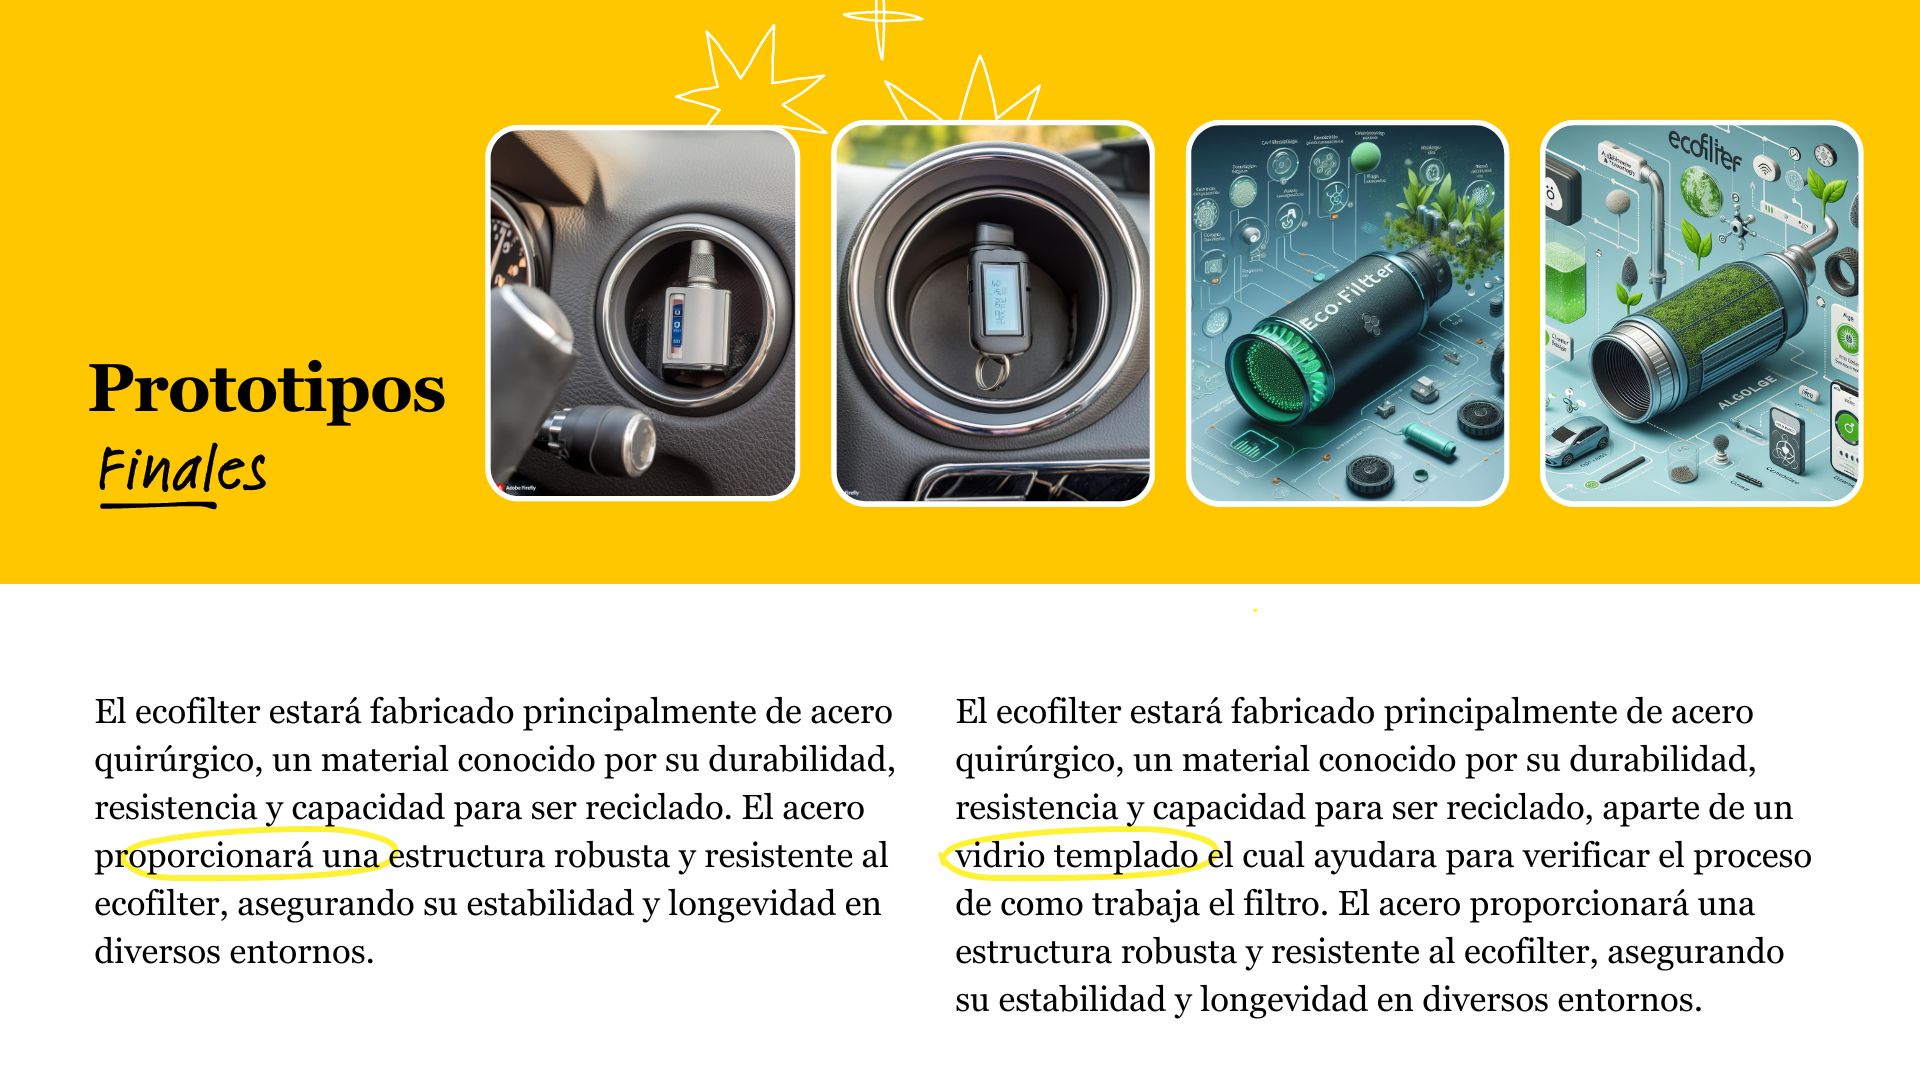 Prototipos
Finales
Adobe Firefly
Eco·Filtter
ecofilter
ALGOLGE
El ecofilter estará fabricado principalmente de acero
quirúrgico, un material conocido por su durabilidad,
resistencia y capacidad para ser reciclado. El acero
proporcionará una estructura robusta y resistente al
ecofilter, asegurando su estabilidad y longevidad en
diversos entornos.
El ecofilter estará fabricado principalmente de acero
quirúrgico, un material conocido por su durabilidad,
resistencia y capacidad para ser reciclado, aparte de un
vidrio templado el cual ayudara para verificar el proceso
de como trabaja el filtro. El acero proporcionará una
estructura robusta y resistente al ecofilter, asegurando
su estabilidad y longevidad en diversos entornos.